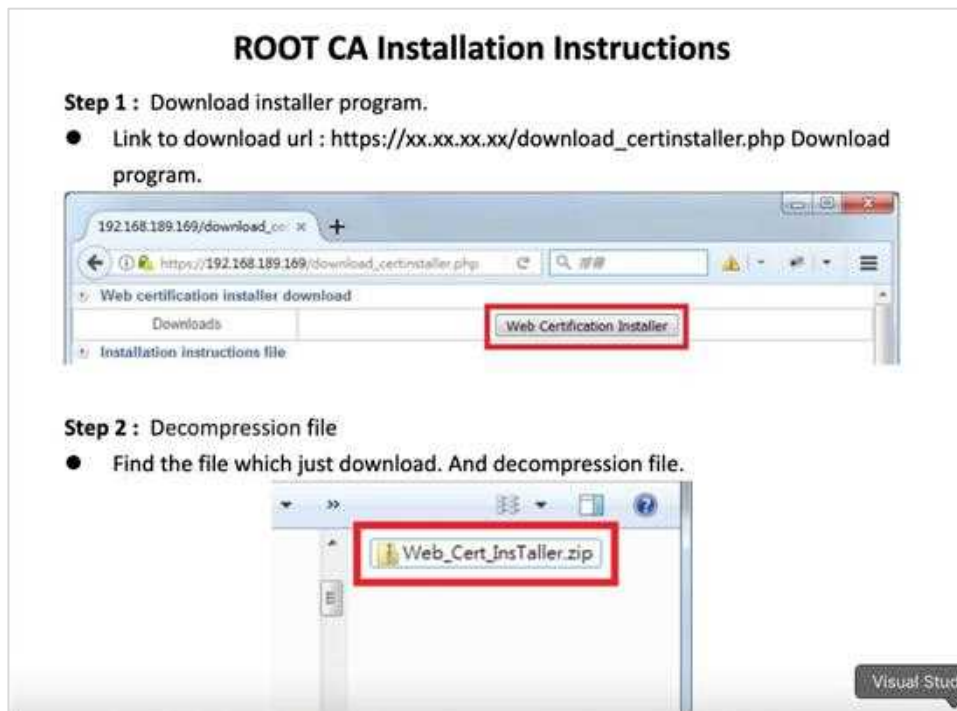 ROOT CA Installation Instructions
Step 1 : Download installer program.
● Link to download url : https://xx.xx.xx.xx/download_certinstaller.php Download
program.
192.168.189.169/download_ce
https://192.168.189.169/download_certinstaller.php
Web certification installer download
Downloads
Web Certification Installer
Installation instructions file
Step 2 : Decompression file
● Find the file which just download. And decompression file.
Web_Cert_InsTaller.zip
Visual Stud